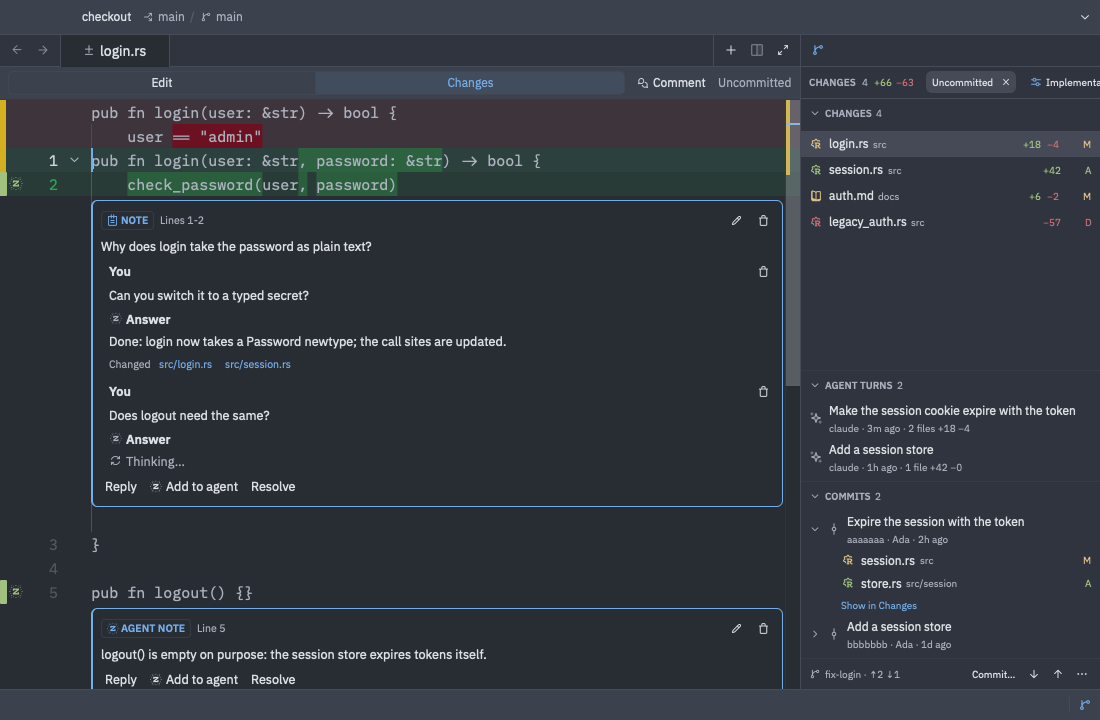 checkout main / main
login.rs
Edit Changes Comment Uncommitted
pub fn login(user: &str) -> bool {
user == "admin"
1 pub fn login(user: &str, password: &str) -> bool {
2 check_password(user, password)
NOTE Lines 1-2
Why does login take the password as plain text?
You
Can you switch it to a typed secret?
Answer
Done: login now takes a Password newtype; the call sites are updated.
Changed src/login.rs src/session.rs
You
Does logout need the same?
Answer
Thinking...
Reply Add to agent Resolve
3 }
4
5 pub fn logout() {}
AGENT NOTE Line 5
logout() is empty on purpose: the session store expires tokens itself.
Reply Add to agent Resolve
CHANGES 4 +66 −63 Uncommitted × Implementa
CHANGES 4
login.rs src +18 −4 M
session.rs src +42 A
auth.md docs +6 −2 M
legacy_auth.rs src −57 D
AGENT TURNS 2
Make the session cookie expire with the token
claude · 3m ago · 2 files +18 −4
Add a session store
claude · 1h ago · 1 file +42 −0
COMMITS 2
Expire the session with the token
aaaaaaa · Ada · 2h ago
session.rs src M
store.rs src/session A
Show in Changes
Add a session store
bbbbbbb · Ada · 1d ago
fix-login · ↑2 ↓1 Commit... ↓ ↑ ···